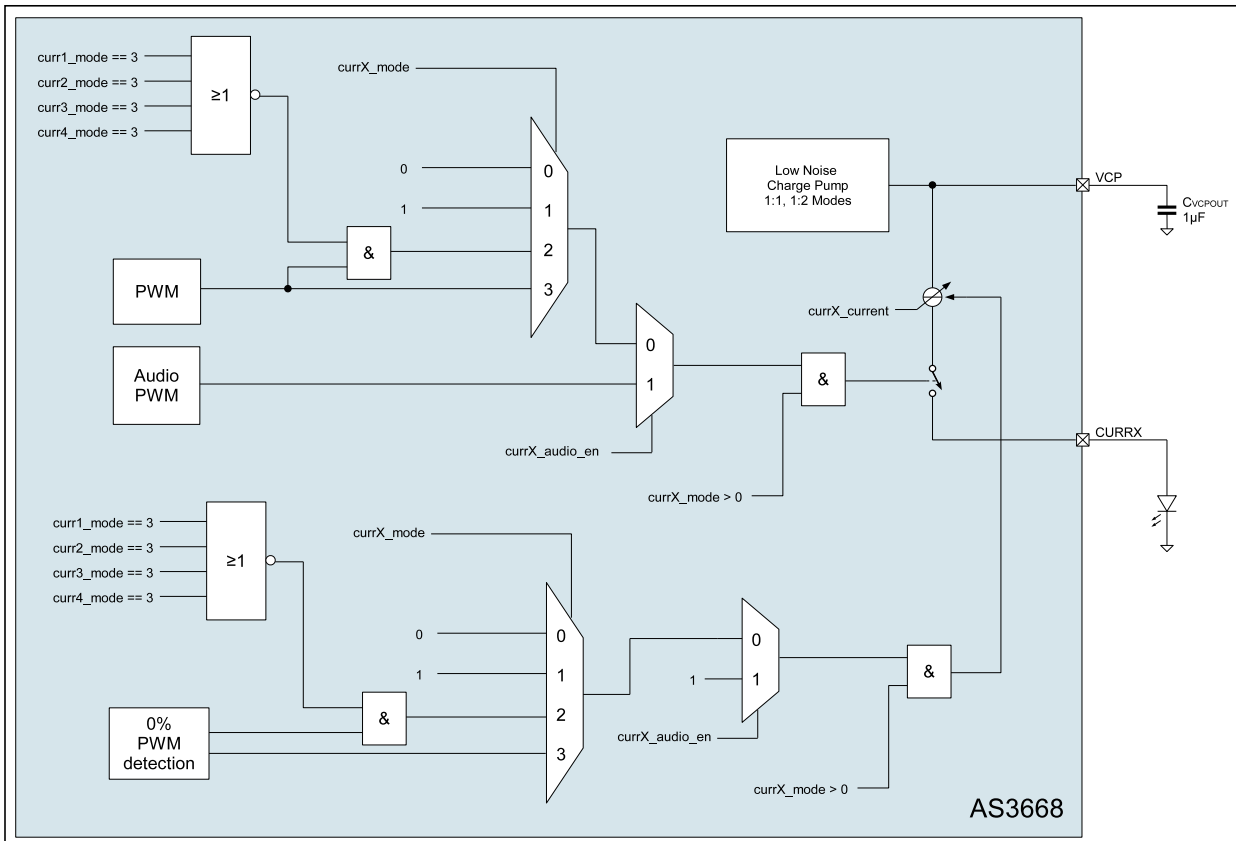 curr1_mode == 3
curr2_mode == 3
curr3_mode == 3
curr4_mode == 3
≥1
currX_mode
0
1
0
1
2
3
&
PWM
Audio
PWM
0
1
currX_audio_en
&
currX_mode > 0
Low Noise
Charge Pump
1:1, 1:2 Modes
VCP
CVCPOUT
1µF
currX_current
CURRX
curr1_mode == 3
curr2_mode == 3
curr3_mode == 3
curr4_mode == 3
≥1
currX_mode
0
1
0
1
2
3
&
0%
PWM
detection
0
1
1
currX_audio_en
&
currX_mode > 0
AS3668